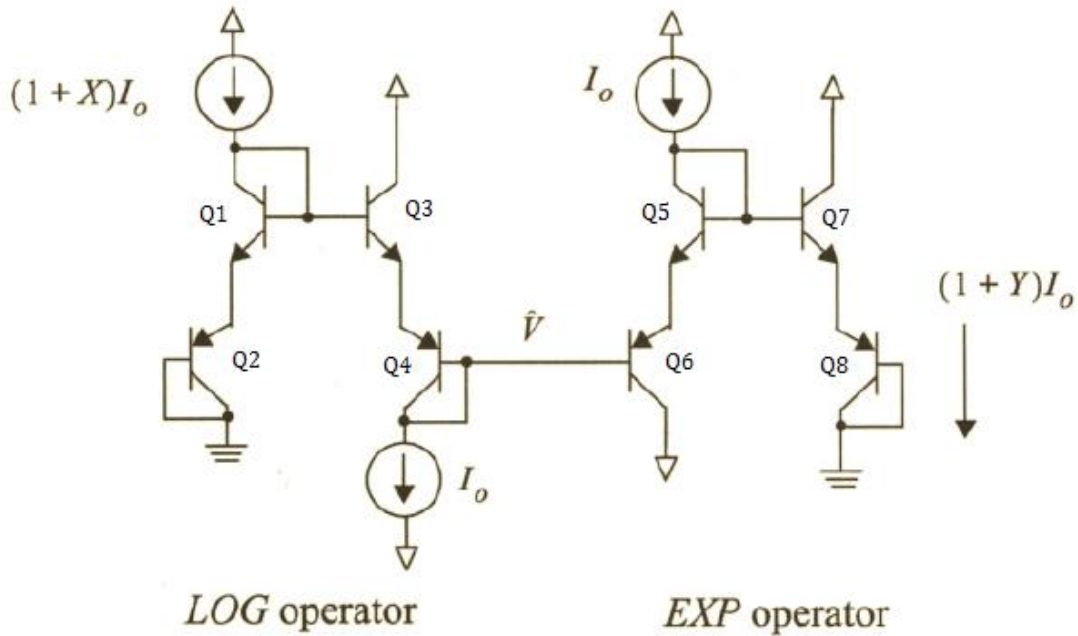 (1 + X)I_o
I_o
Q1
Q3
Q5
Q7
(1 + Y)I_o
V̂
Q2
Q4
Q6
Q8
I_o
LOG operator
EXP operator